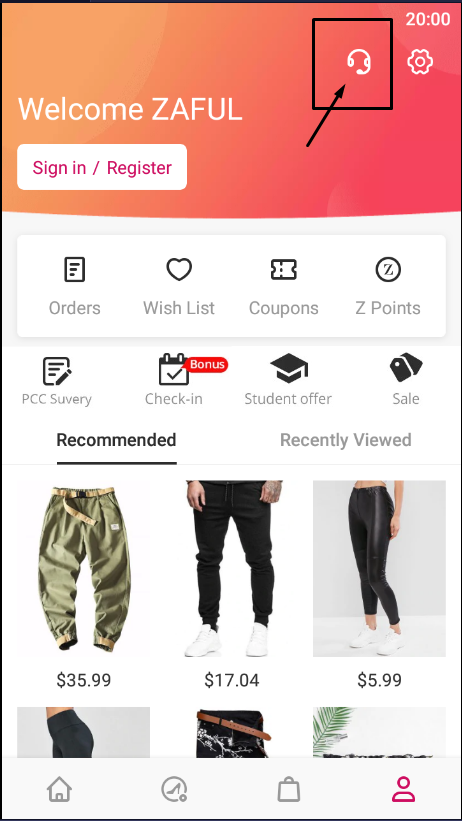 20:00
Welcome ZAFUL
Sign in / Register
Orders Wish List Coupons Z Points
Bonus
PCC Suvery Check-in Student offer Sale
Recommended Recently Viewed
$35.99 $17.04 $5.99